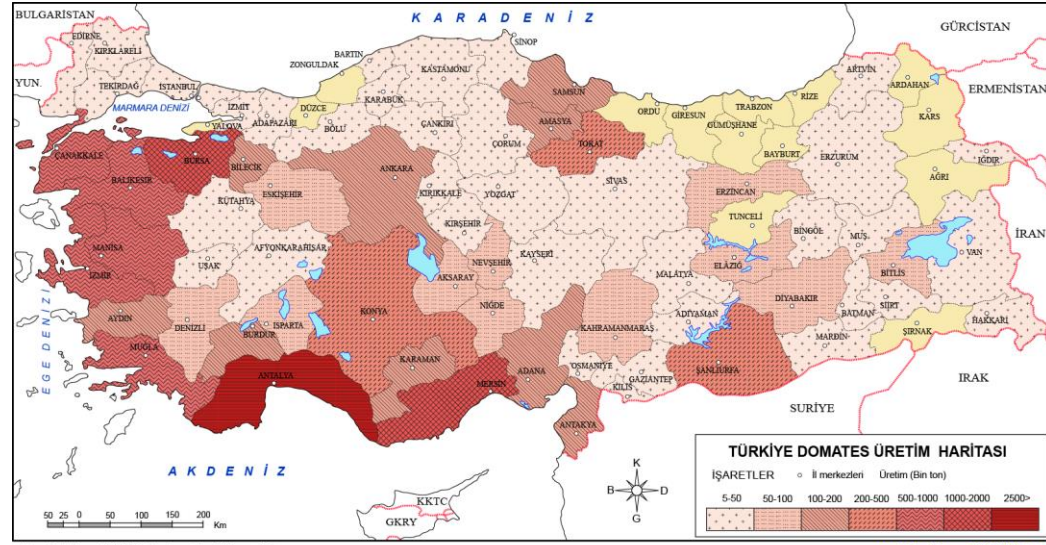 KARADENİZ
BULGARİSTAN
GÜRCİSTAN
EDİRNE
KIRKLARELİ
SİNOP
BARTIN
ZONGULDAK
KASTAMONU
ARTVİN
YUN.
TEKİRDAĞ
İSTANBUL
KARABÜK
SAMSUN
ARDAHAN
ERMENİSTAN
MARMARA DENİZİ
İZMİT
DÜZCE
ORDU
GİRESUN
TRABZON
RİZE
YALOVA
ADAPAZARI
BOLU
ÇANKIRI
AMASYA
GÜMÜŞHANE
KARS
ÇANAKKALE
BURSA
BİLECİK
ÇORUM
TOKAT
BAYBURT
ERZURUM
IĞDIR
BALIKESİR
ANKARA
AĞRI
ESKİŞEHİR
KIRIKKALE
YOZGAT
SİVAS
ERZİNCAN
KÜTAHYA
TUNCELİ
KIRŞEHİR
BİNGÖL
MUŞ
İRAN
MANİSA
UŞAK
AFYONKARAHİSAR
NEVŞEHİR
KAYSERİ
ELÂZIĞ
VAN
İZMİR
AKSARAY
MALATYA
BİTLİS
EGE DENİZİ
AYDIN
DENİZLİ
ISPARTA
BURDUR
KONYA
NİĞDE
KAHRAMANMARAŞ
ADIYAMAN
DİYABAKIR
BATMAN
SİİRT
HAKKARİ
MUĞLA
MARDİN
ŞIRNAK
ANTALYA
KARAMAN
MERSİN
ADANA
OSMANİYE
GAZİANTEP
KİLİS
ŞANLIURFA
IRAK
SURİYE
ANTAKYA
AKDENİZ
TÜRKİYE DOMATES ÜRETİM HARİTASI
İŞARETLER İl merkezleri Üretim (Bin ton)
5-50 50-100 100-200 200-500 500-1000 1000-2000 2500>
K
B D
G
KKTC
GKRY
50 25 0 50 100 150 200
Km